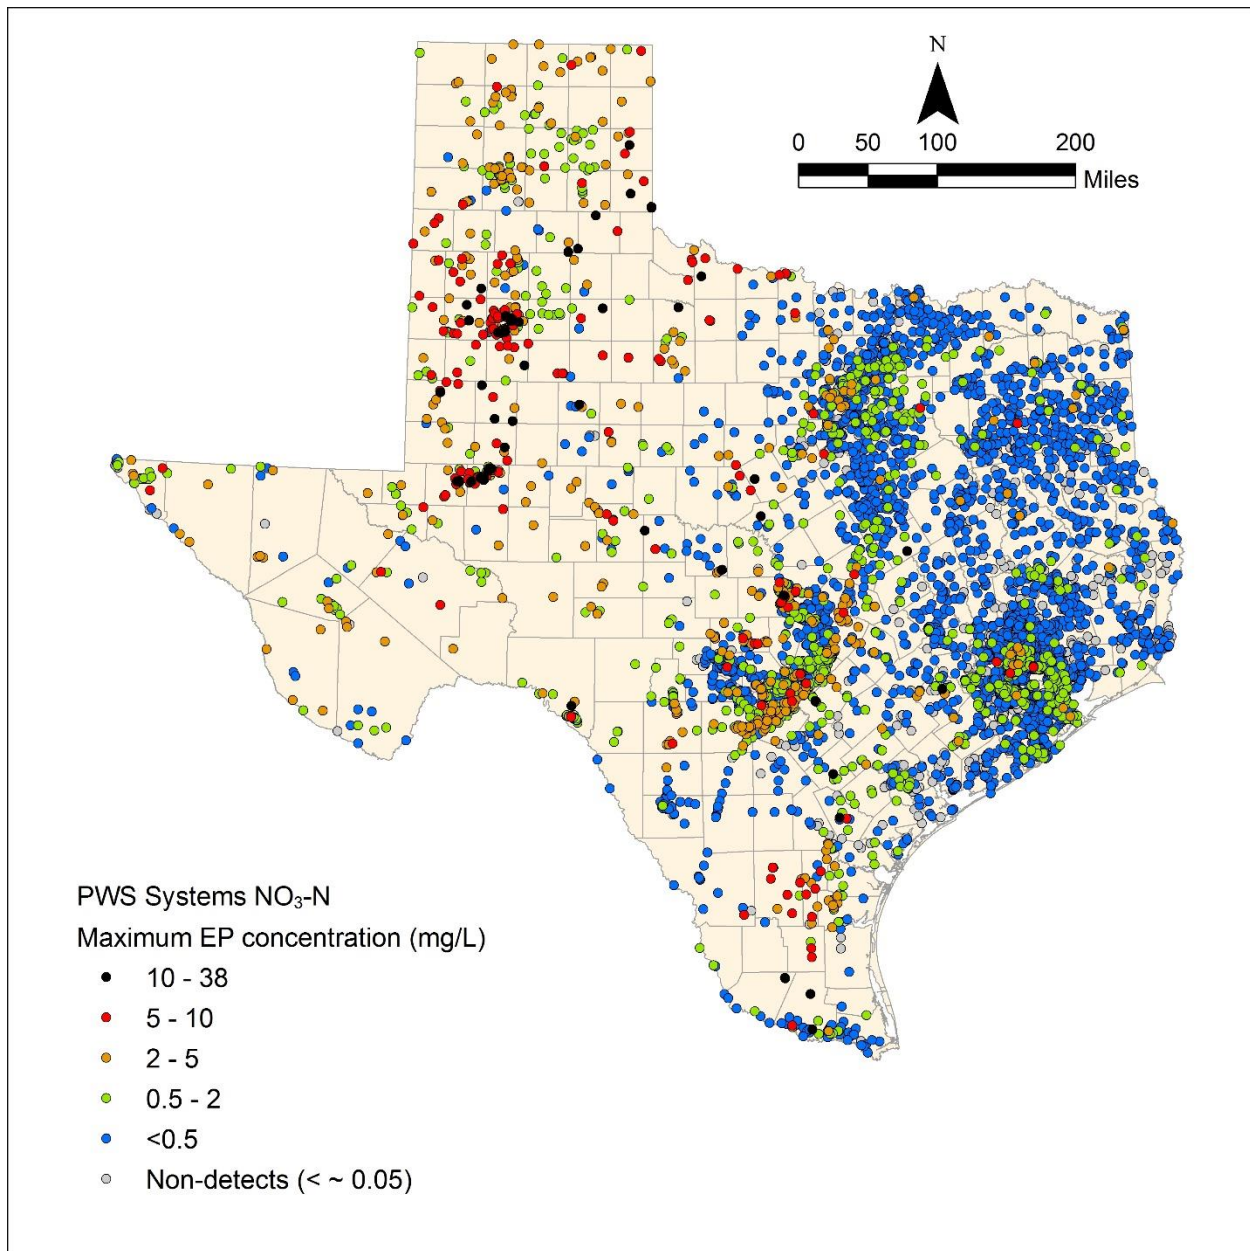 N
0 50 100 200
Miles
PWS Systems NO₃-N
Maximum EP concentration (mg/L)
10 - 38
5 - 10
2 - 5
0.5 - 2
<0.5
Non-detects (< ~ 0.05)